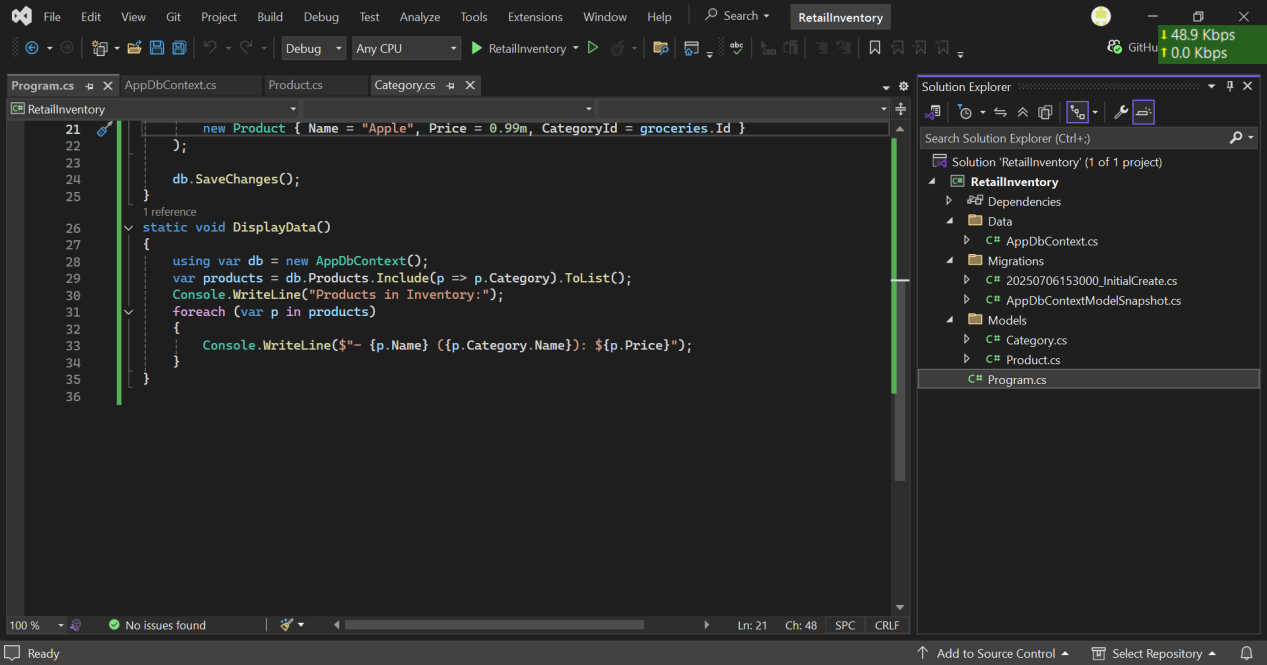 File Edit View Git Project Build Debug Test Analyze Tools Extensions Window Help Search RetailInventory
48.9 Kbps
0.0 Kbps
Debug Any CPU RetailInventory GitHu
Program.cs AppDbContext.cs Product.cs Category.cs
RetailInventory
21 new Product { Name = "Apple", Price = 0.99m, CategoryId = groceries.Id }
22 );
23
24 db.SaveChanges();
25 }
1 reference
26 static void DisplayData()
27 {
28 using var db = new AppDbContext();
29 var products = db.Products.Include(p => p.Category).ToList();
30 Console.WriteLine("Products in Inventory:");
31 foreach (var p in products)
32 {
33 Console.WriteLine($"- {p.Name} ({p.Category.Name}): ${p.Price}");
34 }
35 }
36
100 % No issues found Ln: 21 Ch: 48 SPC CRLF
Solution Explorer
Search Solution Explorer (Ctrl+;)
Solution 'RetailInventory' (1 of 1 project)
C# RetailInventory
Dependencies
Data
C# AppDbContext.cs
Migrations
C# 20250706153000_InitialCreate.cs
C# AppDbContextModelSnapshot.cs
Models
C# Category.cs
C# Product.cs
C# Program.cs
Ready Add to Source Control Select Repository